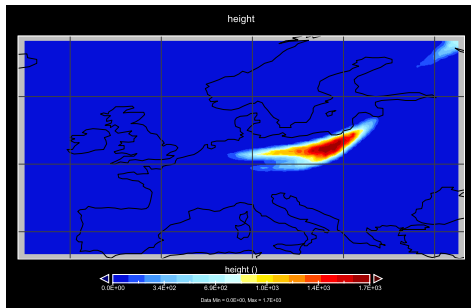 height
height ()
0.0E+00 3.4E+02 6.9E+02 1.0E+03 1.4E+03 1.7E+03
Data Min = 0.0E+00, Max = 1.7E+03